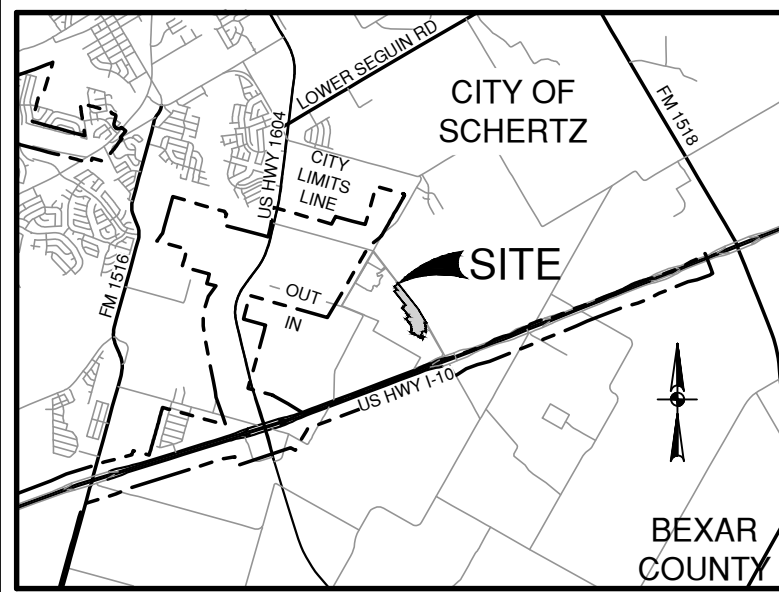 LOWER SEGUIN RD
CITY OF
SCHERTZ
FM 1518
US HWY 1604
CITY
LIMITS
LINE
FM 1516
SITE
OUT
IN
US HWY I-10
BEXAR
COUNTY